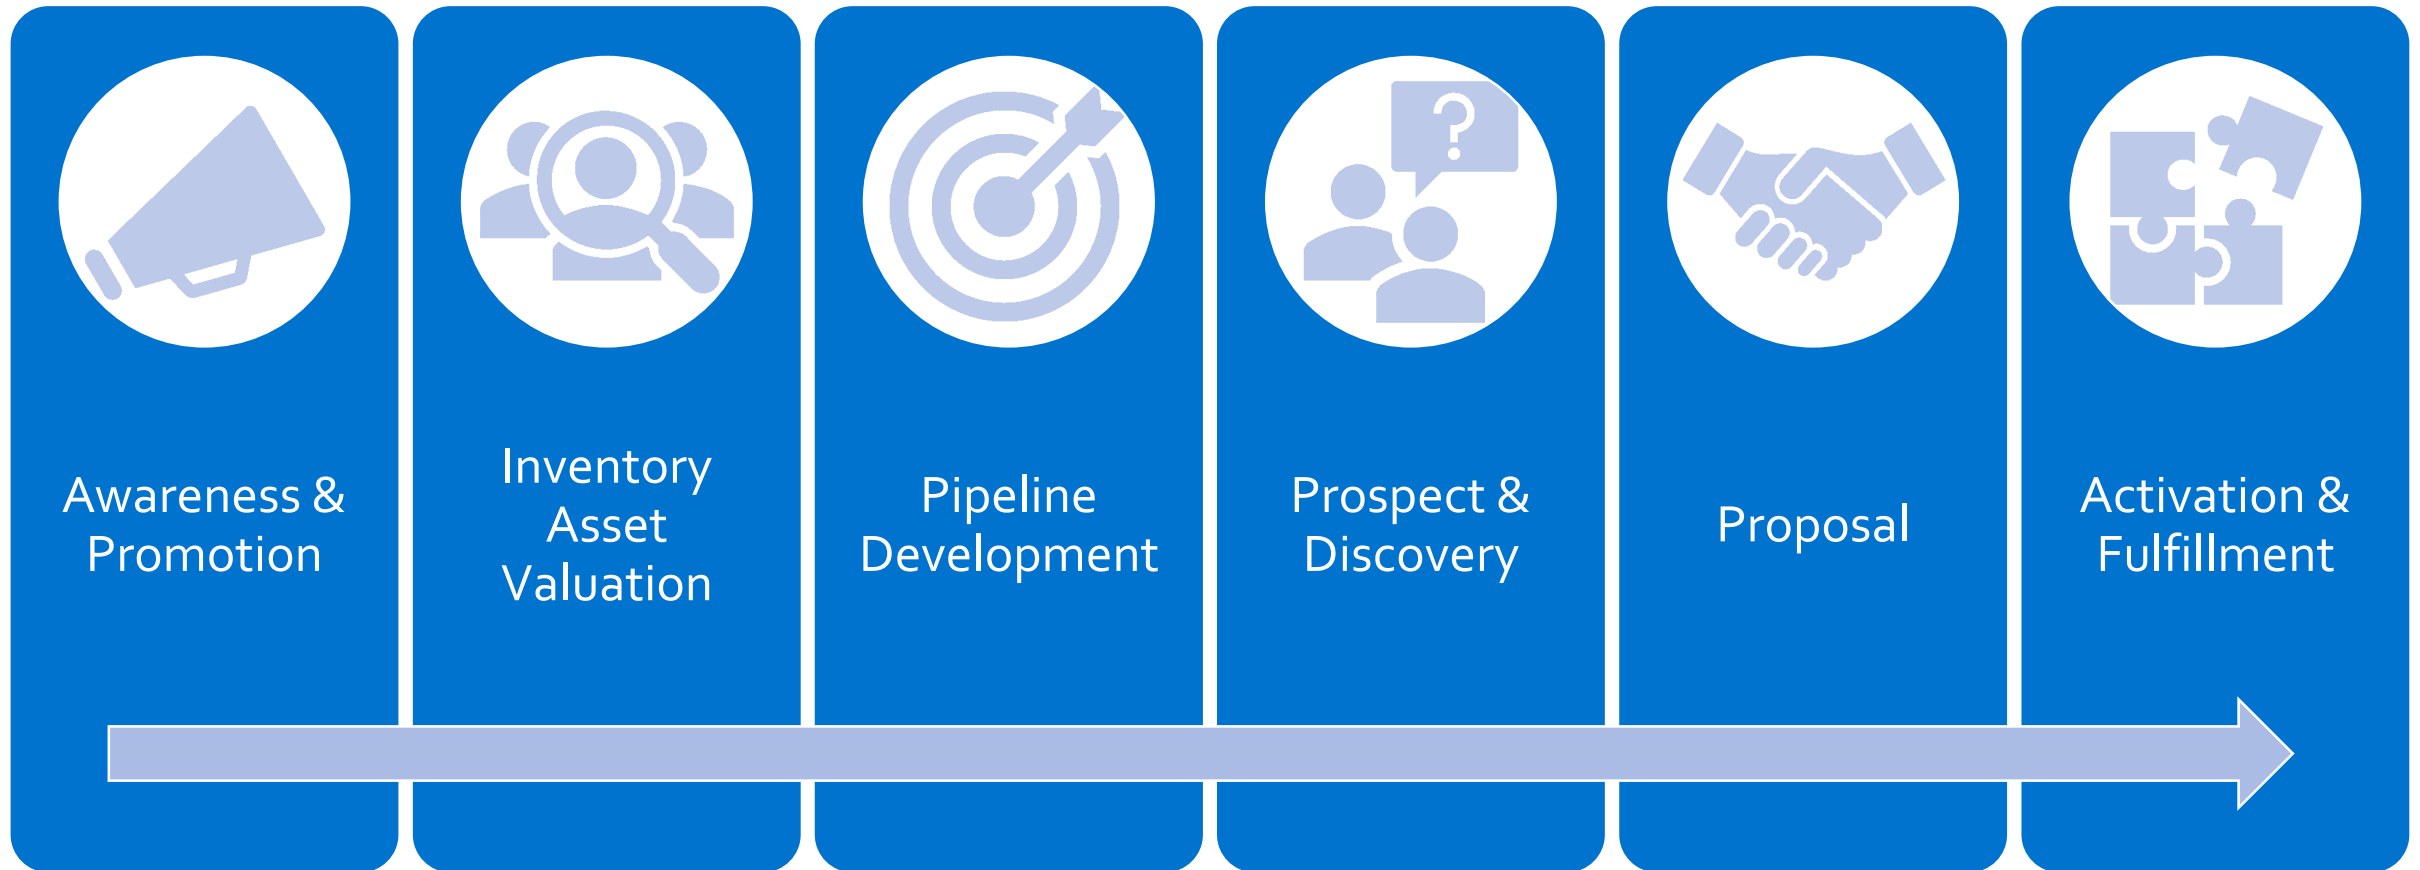 Awareness &
Promotion
Inventory
Asset
Valuation
Pipeline
Development
?
Prospect &
Discovery
Proposal
Activation &
Fulfillment